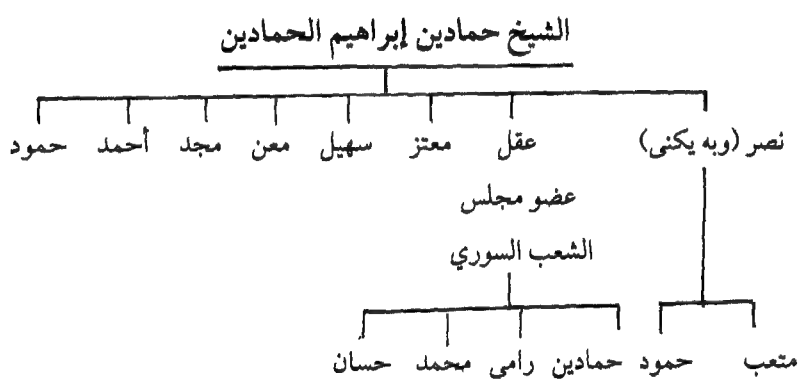 الشيخ حمادين إبراهيم الحمادين
نصر (وبه يكنى) عقل معتز سهيل معن مجد أحمد حمود
عضو مجلس
الشعب السوري
متعب حمود حمادين رامي محمد حسان